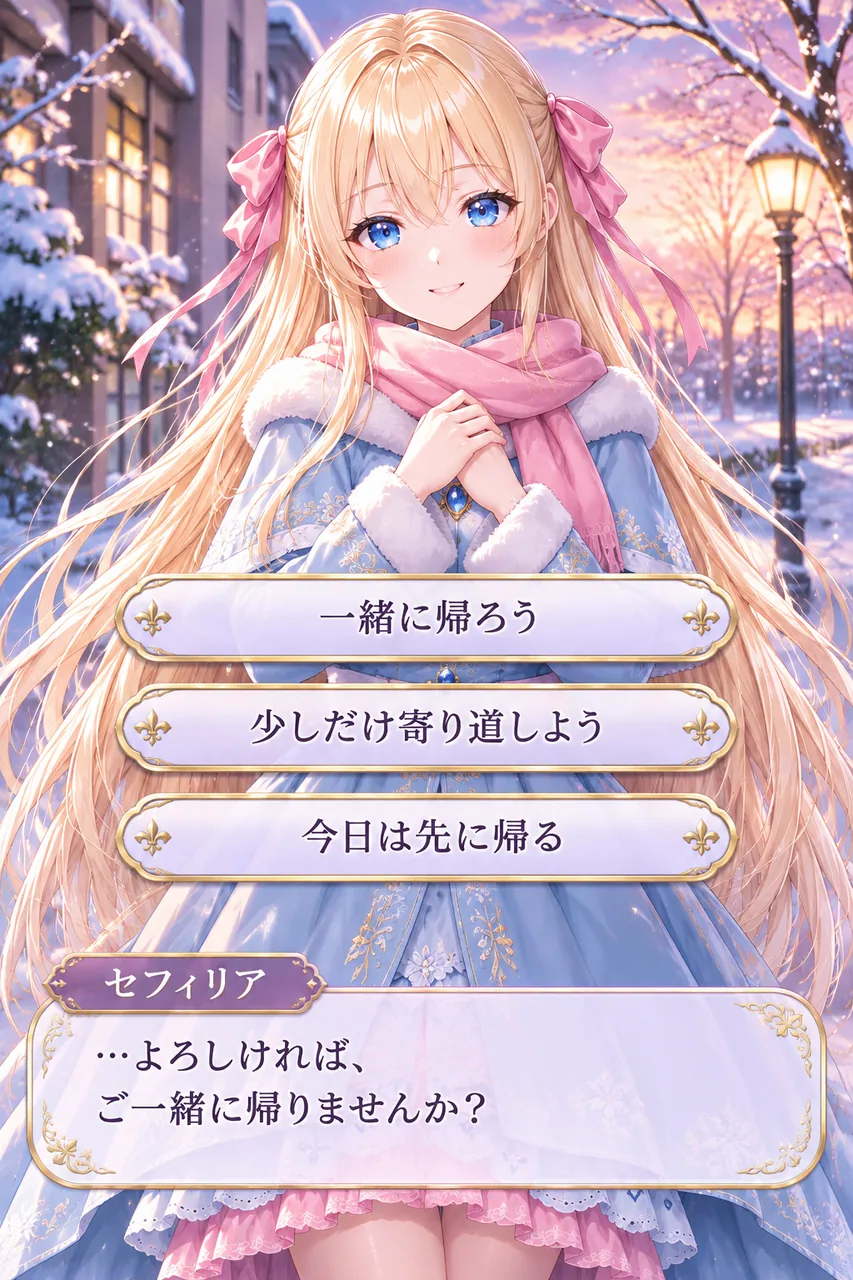 一緒に帰ろう
少しだけ寄り道しよう
今日は先に帰る
セフィリア
…よろしければ、
ご一緒に帰りませんか？